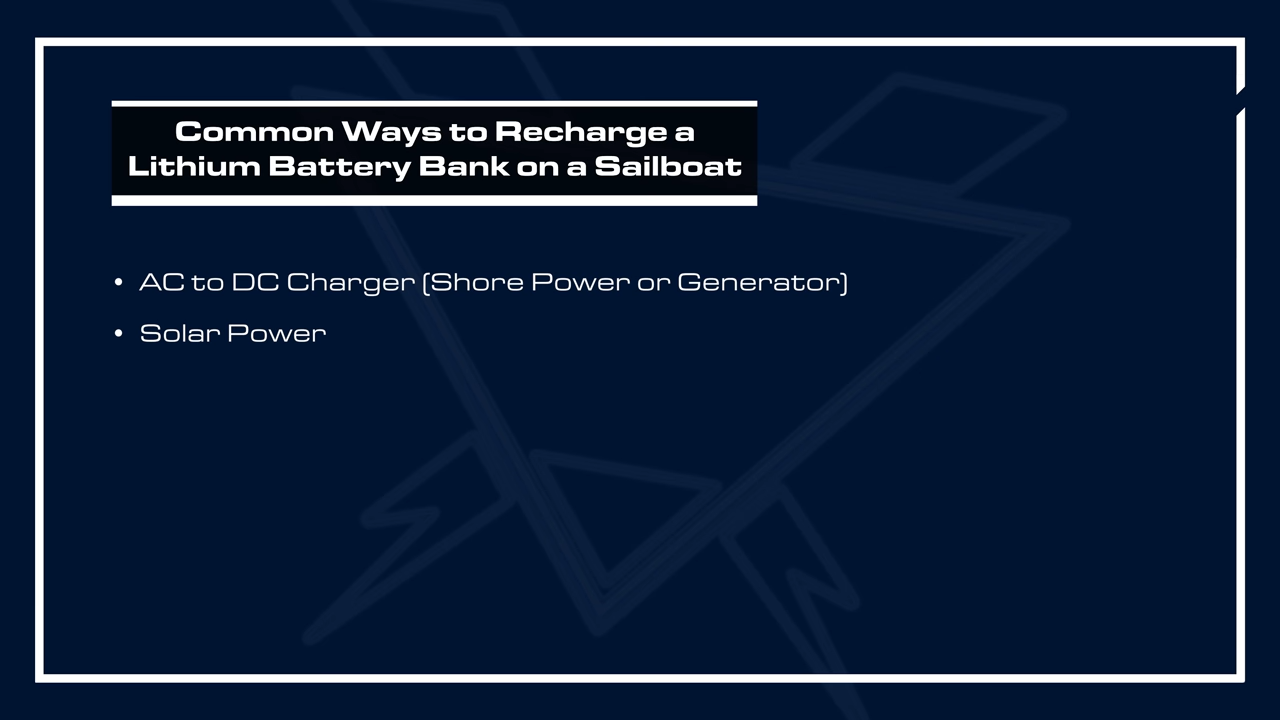 Common Ways to Recharge a
Lithium Battery Bank on a Sailboat
• AC to DC Charger (Shore Power or Generator)
• Solar Power